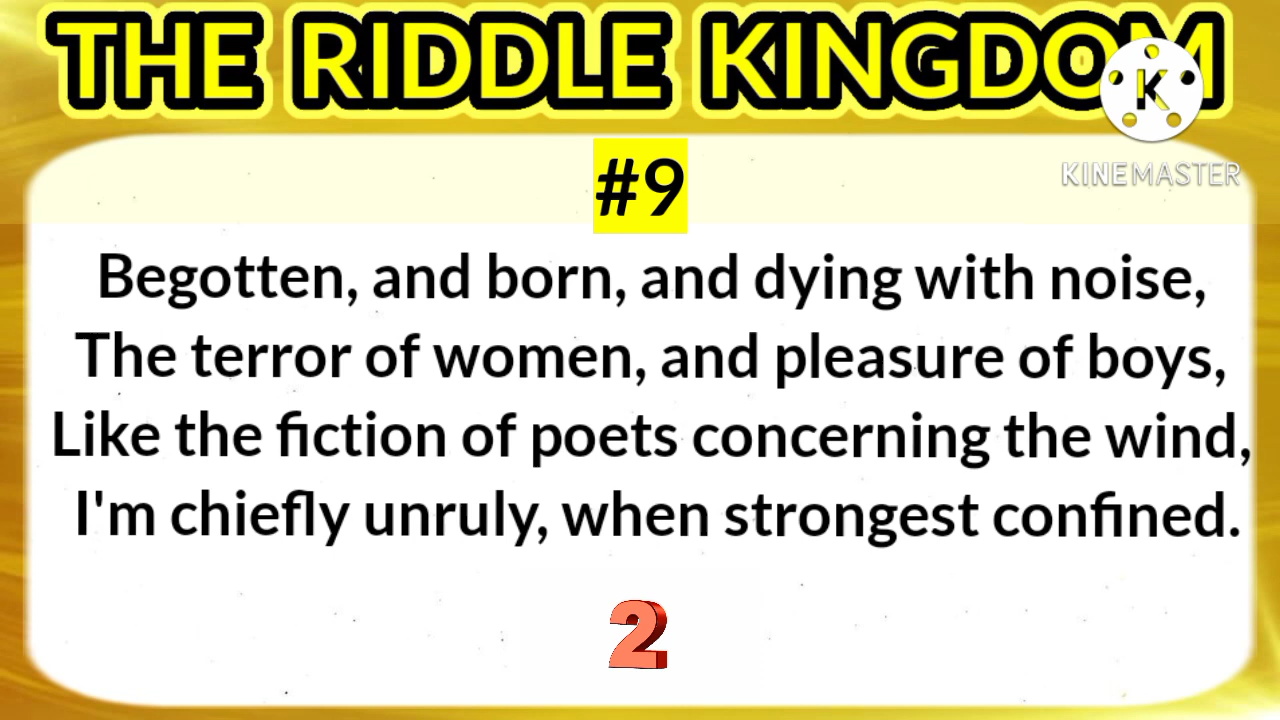 THE RIDDLE KINGDOM
K
KINEMASTER
#9
Begotten, and born, and dying with noise,
The terror of women, and pleasure of boys,
Like the fiction of poets concerning the wind,
I'm chiefly unruly, when strongest confined.
2